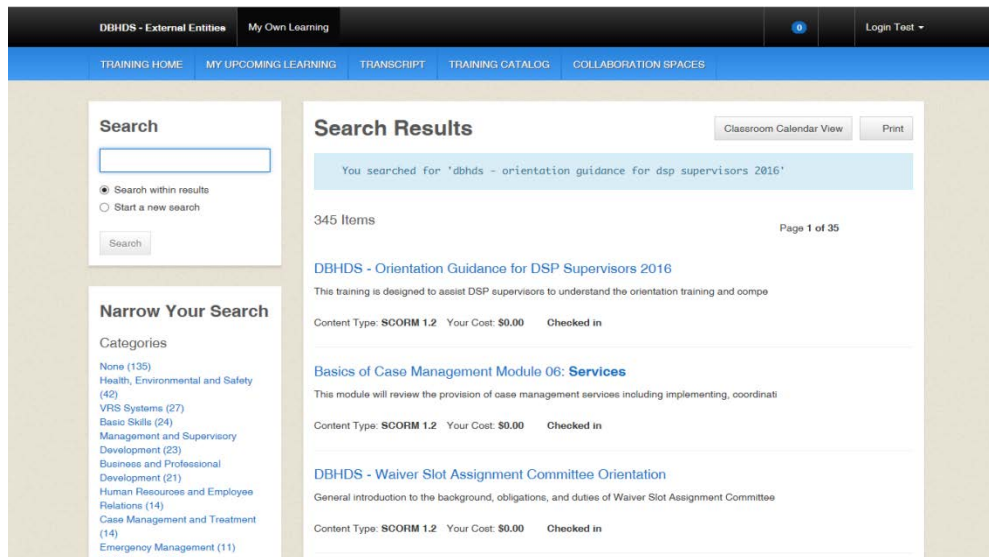 DBHDS - External Entities
My Own Learning
0
Login Test
TRAINING HOME
MY UPCOMING LEARNING
TRANSCRIPT
TRAINING CATALOG
COLLABORATION SPACES
Search
Search within results
Start a new search
Search
Narrow Your Search
Categories
None (135)
Health, Environmental and Safety
(42)
VRS Systems (27)
Basic Skills (24)
Management and Supervisory
Development (23)
Business and Professional
Development (21)
Human Resources and Employee
Relations (14)
Case Management and Treatment
(14)
Emergency Management (11)
Search Results
Classroom Calendar View
Print
You searched for 'dbhds - orientation guidance for dsp supervisors 2016'
345 Items
Page 1 of 35
DBHDS - Orientation Guidance for DSP Supervisors 2016
This training is designed to assist DSP supervisors to understand the orientation training and compe
Content Type: SCORM 1.2 Your Cost: $0.00 Checked in
Basics of Case Management Module 06: Services
This module will review the provision of case management services including implementing, coordinati
Content Type: SCORM 1.2 Your Cost: $0.00 Checked in
DBHDS - Waiver Slot Assignment Committee Orientation
General introduction to the background, obligations, and duties of Waiver Slot Assignment Committee
Content Type: SCORM 1.2 Your Cost: $0.00 Checked in